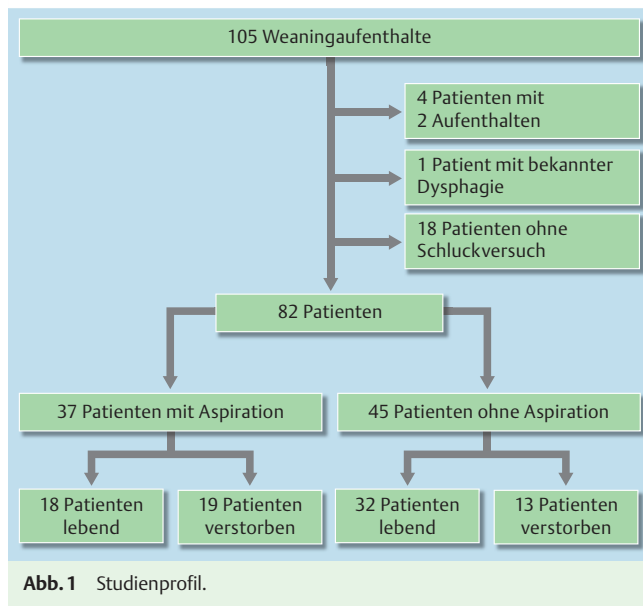 105 Weaningaufenthalte
4 Patienten mit
2 Aufenthalten
1 Patient mit bekannter
Dysphagie
18 Patienten ohne
Schluckversuch
82 Patienten
37 Patienten mit Aspiration
45 Patienten ohne Aspiration
18 Patienten
lebend
19 Patienten
verstorben
32 Patienten
lebend
13 Patienten
verstorben
Abb. 1 Studienprofil.